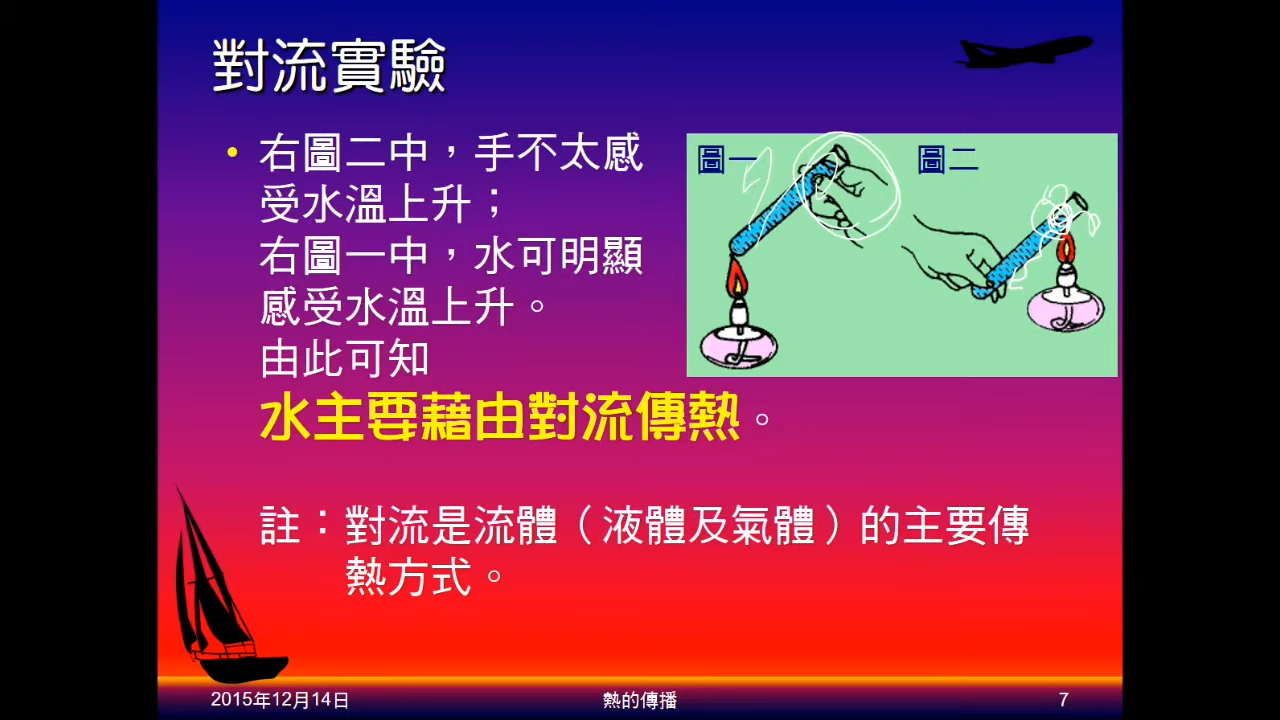 對流實驗
• 右圖二中，手不太感
受水溫上升；
右圖一中，水可明顯
感受水溫上升。
由此可知
水主要藉由對流傳熱。
圖一
圖二
註：對流是流體（液體及氣體）的主要傳
熱方式。
2015年12月14日
熱的傳播
7